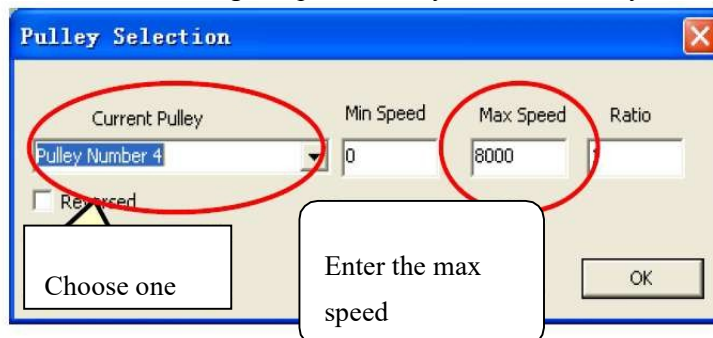 Pulley Selection
Current Pulley Min Speed Max Speed Ratio
Pulley Number 4 0 8000
Reversed
Choose one
Enter the max
speed
OK